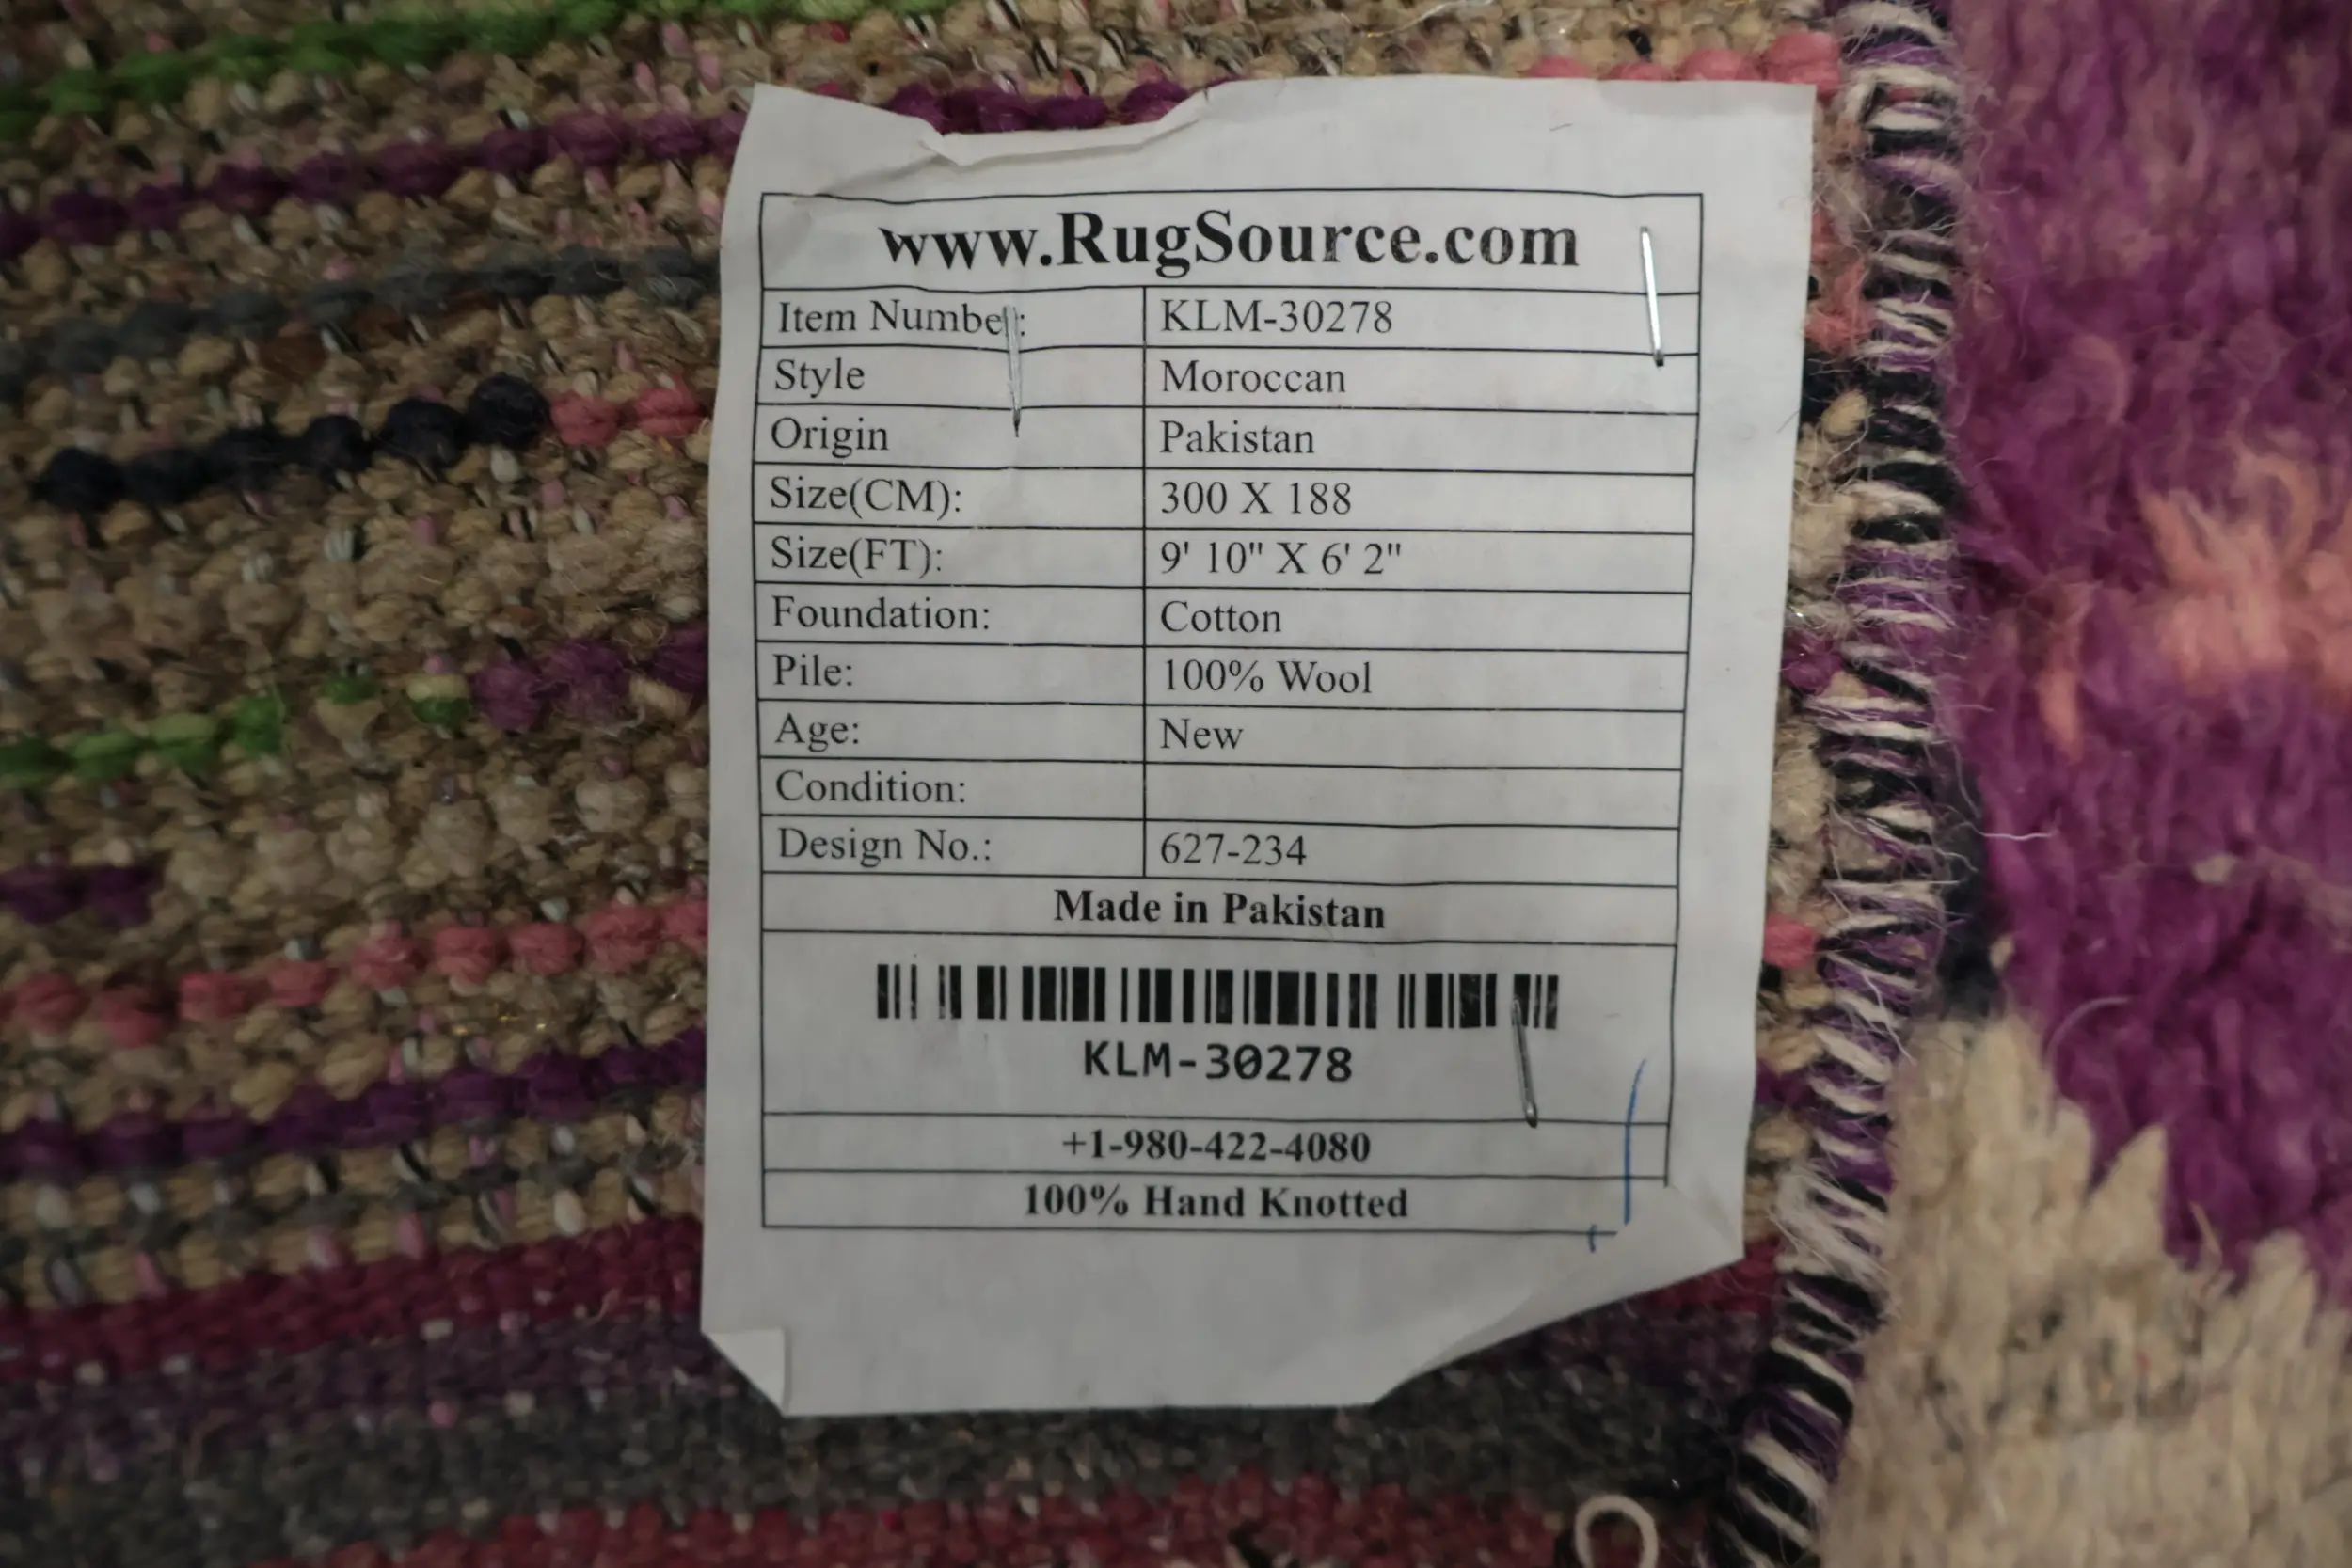 www.RugSource.com
Item Number: KLM-30278
Style Moroccan
Origin Pakistan
Size(CM): 300 X 188
Size(FT): 9' 10" X 6' 2"
Foundation: Cotton
Pile: 100% Wool
Age: New
Condition:
Design No.: 627-234
Made in Pakistan
KLM-30278
+1-980-422-4080
100% Hand Knotted